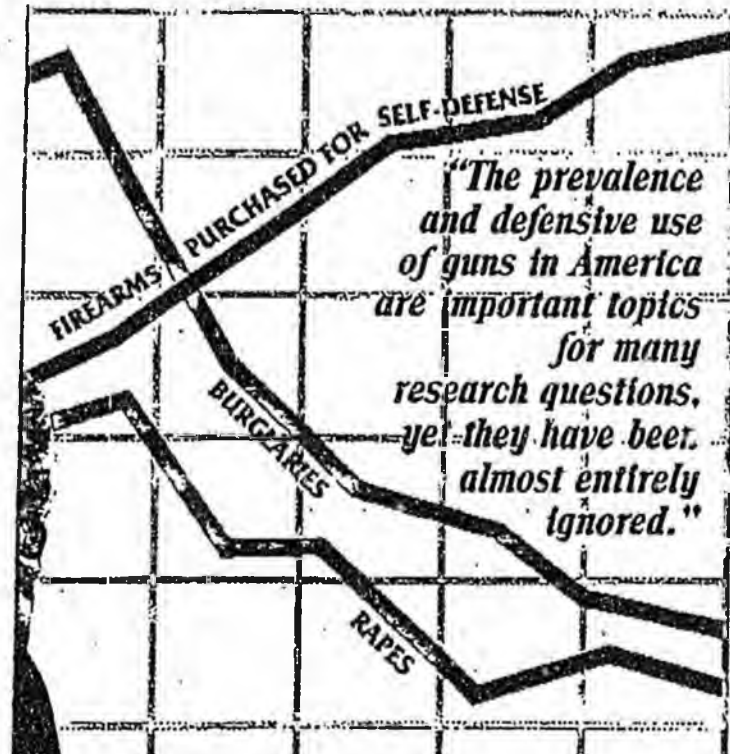 FIREARMS PURCHASED FOR SELF-DEFENSE
"The prevalence
and defensive use
of guns in America
are important topics
for many
research questions,
yet they have been
almost entirely
ignored."
BURGLARIES
RAPES